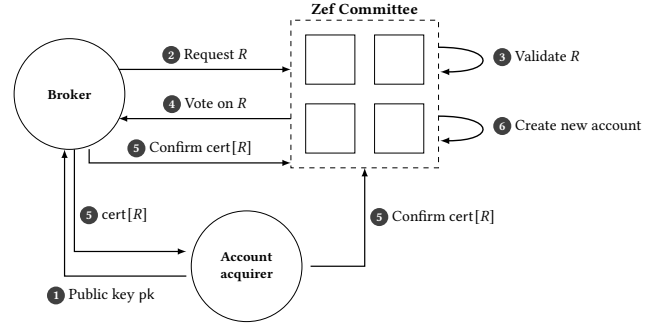 Zef Committee
2 Request R
3 Validate R
Broker
4 Vote on R
6 Create new account
5 Confirm cert[R]
5 cert[R]
5 Confirm cert[R]
Account
acquirer
1 Public key pk